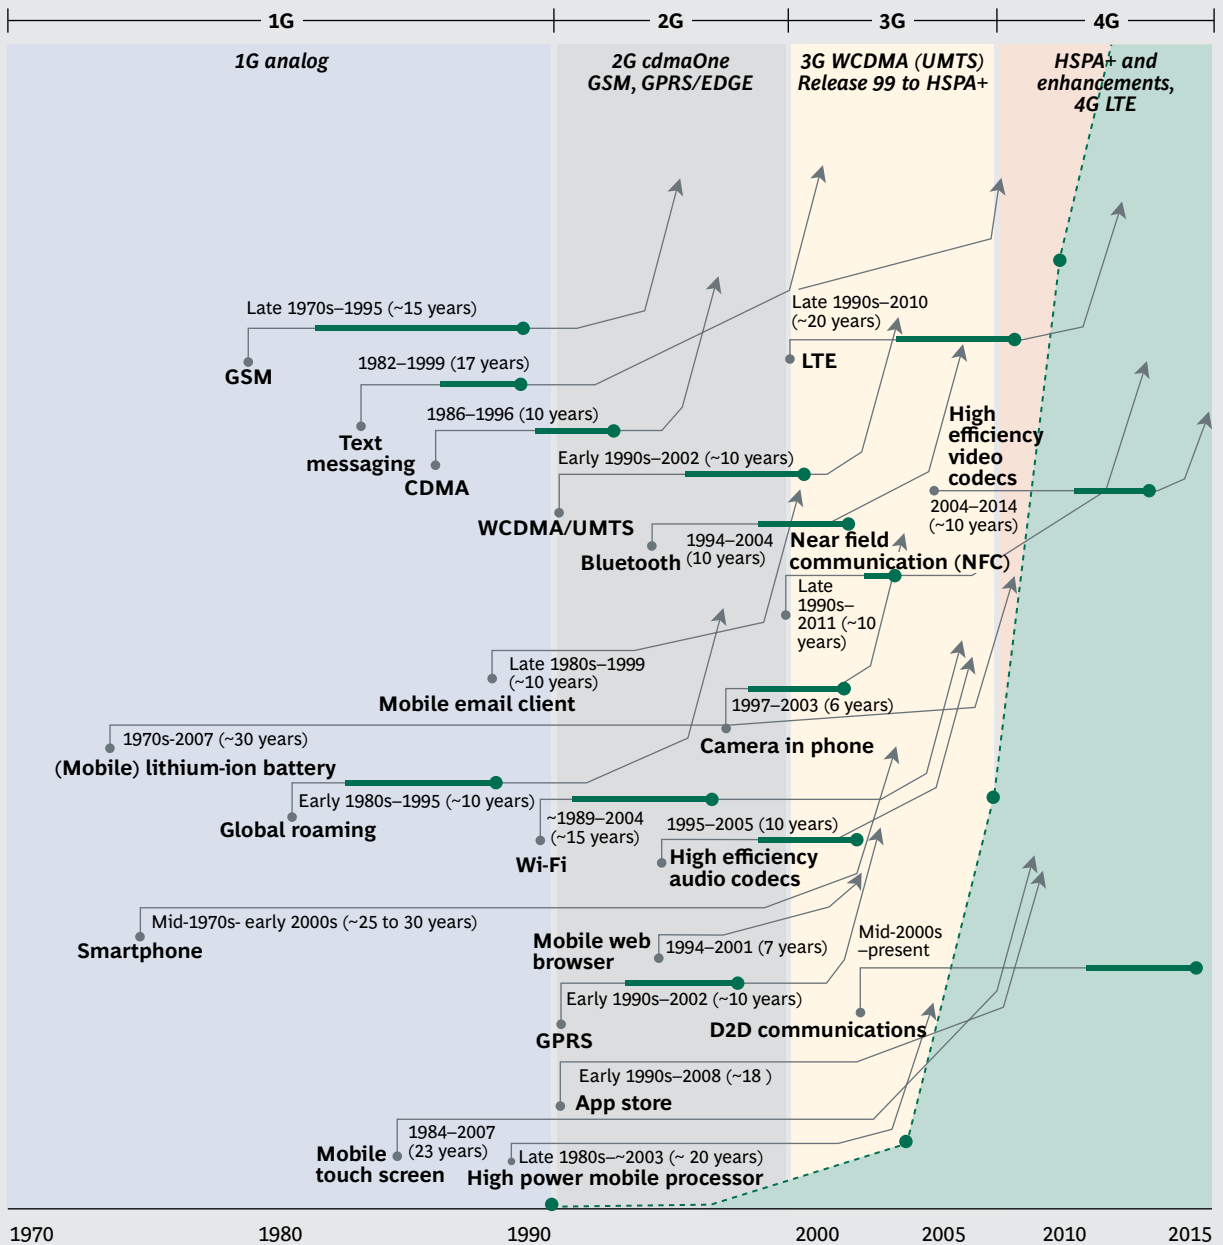 1G
2G
3G
4G
1G analog
2G cdmaOne
GSM, GPRS/EDGE
3G WCDMA (UMTS)
Release 99 to HSPA+
HSPA+ and
enhancements,
4G LTE
Late 1970s–1995 (~15 years)
GSM
1982–1999 (17 years)
Text
messaging
1986–1996 (10 years)
CDMA
Late 1990s–2010
(~20 years)
LTE
Early 1990s–2002 (~10 years)
WCDMA/UMTS
High
efficiency
video
codecs
2004–2014
(~10 years)
Bluetooth
1994–2004
(10 years)
Near field
communication (NFC)
Late
1990s–
2011 (~10
years)
Late 1980s–1999
(~10 years)
Mobile email client
1997–2003 (6 years)
Camera in phone
1970s-2007 (~30 years)
(Mobile) lithium-ion battery
Early 1980s–1995 (~10 years)
Global roaming
~1989–2004
(~15 years)
Wi-Fi
1995–2005 (10 years)
High efficiency
audio codecs
Mid-1970s- early 2000s (~25 to 30 years)
Smartphone
Mobile web
browser
1994–2001 (7 years)
Mid-2000s
–present
D2D communications
Early 1990s–2002 (~10 years)
GPRS
Early 1990s–2008 (~18 )
App store
1984–2007
(23 years)
Mobile
touch screen
Late 1980s–~2003 (~ 20 years)
High power mobile processor
1970
1980
1990
2000
2005
2010
2015